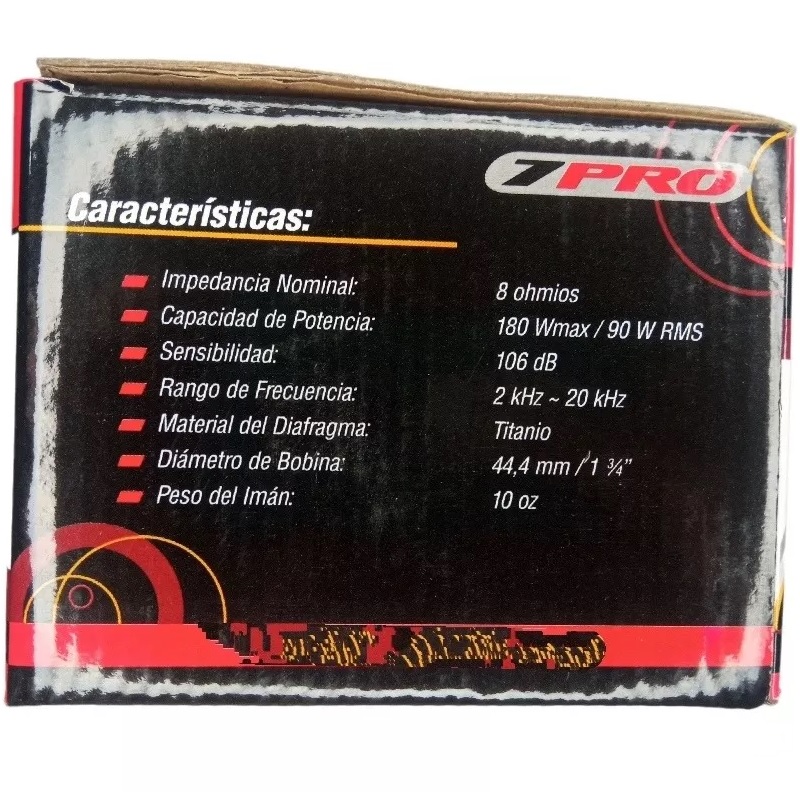 7PRO
Características:
Impedancia Nominal: 8 ohmios
Capacidad de Potencia: 180 Wmax / 90 W RMS
Sensibilidad: 106 dB
Rango de Frecuencia: 2 kHz ~ 20 kHz
Material del Diafragma: Titanio
Diámetro de Bobina: 44,4 mm / 1 ¾"
Peso del Imán: 10 oz